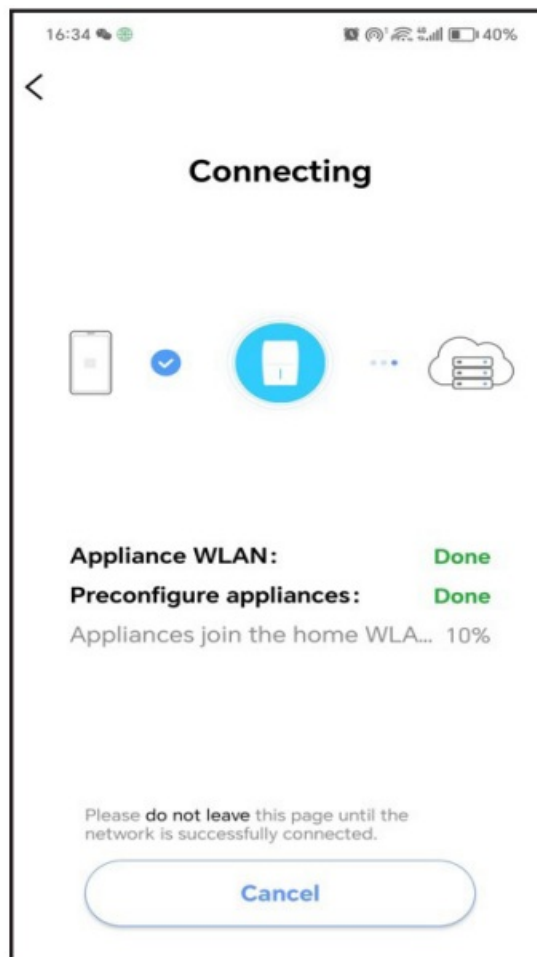 16:34
40%
Connecting
Appliance WLAN: Done
Preconfigure appliances: Done
Appliances join the home WLA... 10%
Please do not leave this page until the
network is successfully connected.
Cancel